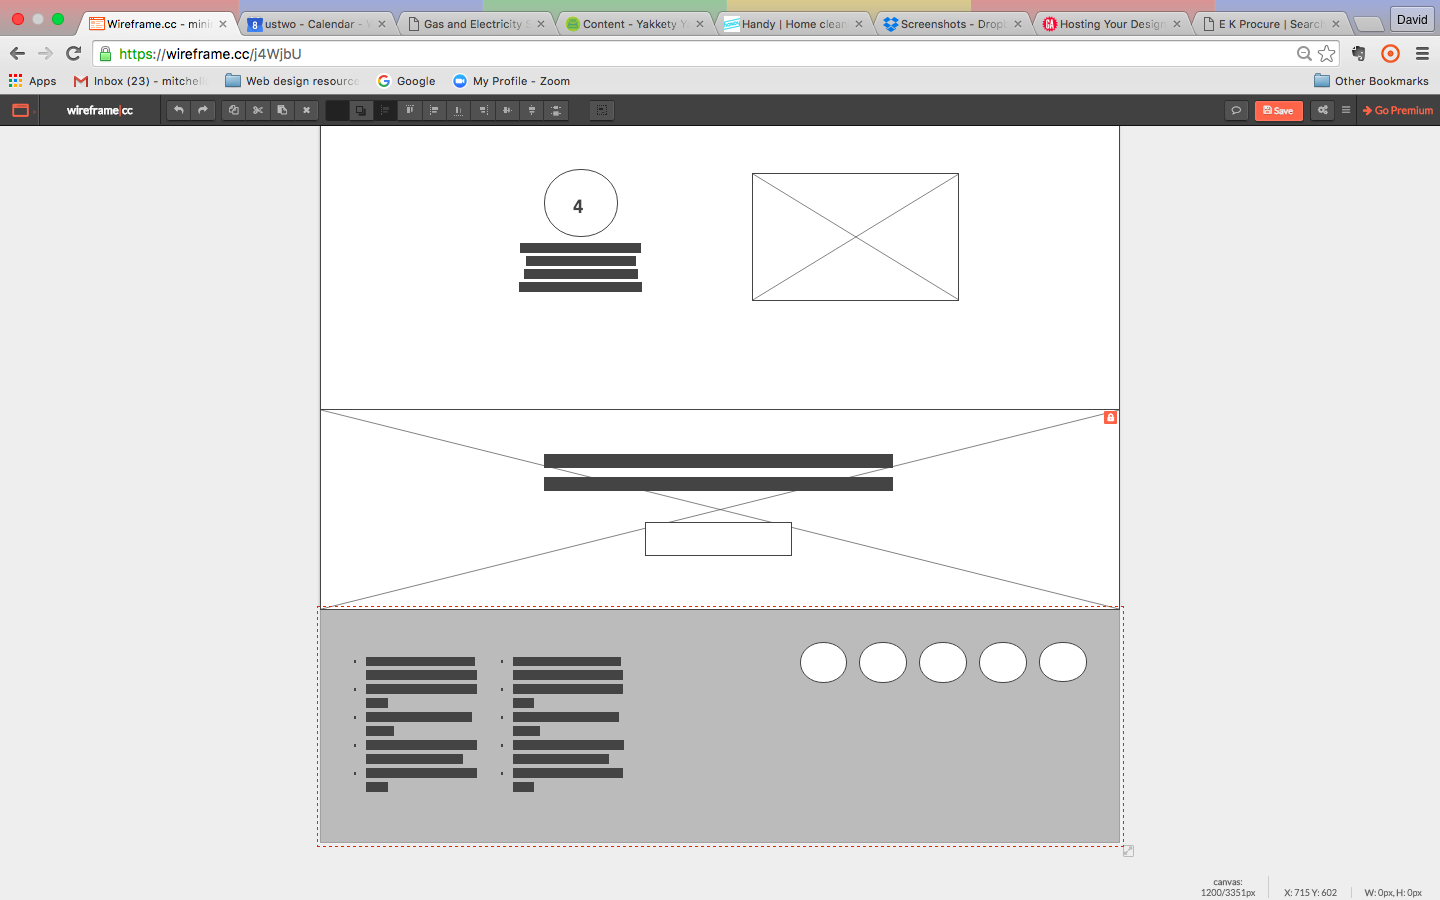 Wireframe.cc - mini
ustwo - Calendar -
Gas and Electricity
Content - Yakkety
Handy | Home clean
Screenshots - Drop
Hosting Your Design
E K Procure | Search
David
https://wireframe.cc/j4WjbU
Apps
Inbox (23) - mitchell
Web design resource
Google
My Profile - Zoom
Other Bookmarks
wireframe|cc
Save
Go Premium
4
canvas:
1200/3351px
X: 715 Y: 602
W: 0px, H: 0px